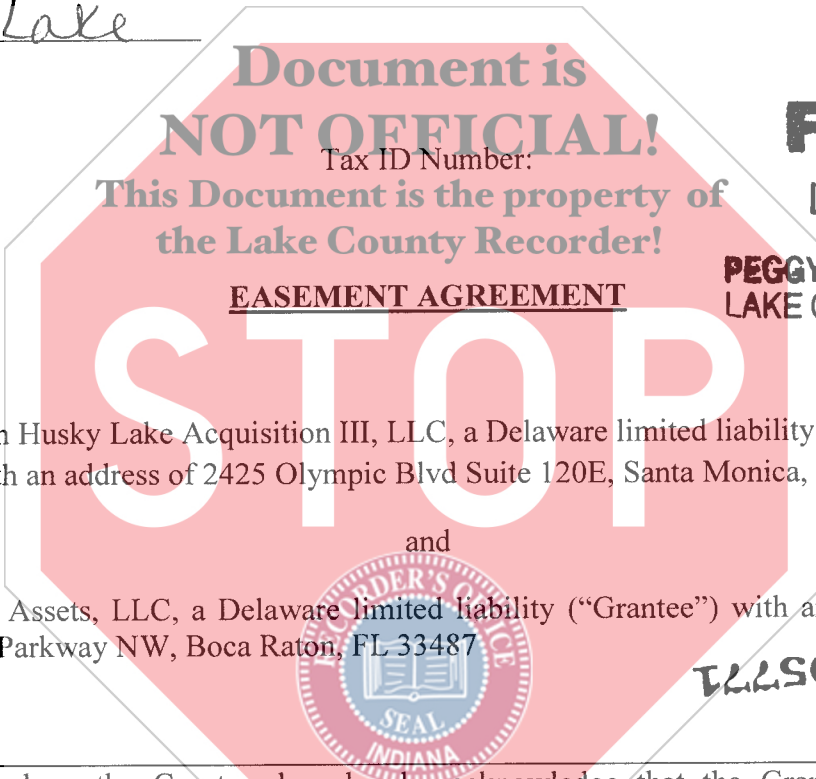 Lake
Document is
NOT OFFICIAL!
Tax ID Number:
This Document is the property of
the Lake County Recorder!
EASEMENT AGREEMENT
PEGGY
LAKE
STOP
Husky Lake Acquisition III, LLC, a Delaware limited liability
an address of 2425 Olympic Blvd Suite 120E, Santa Monica,
and
Assets, LLC, a Delaware limited liability (“Grantee”) with
Parkway NW, Boca Raton, FL 33487
RECORDER'S OFFICE
SEAL
INDIANA